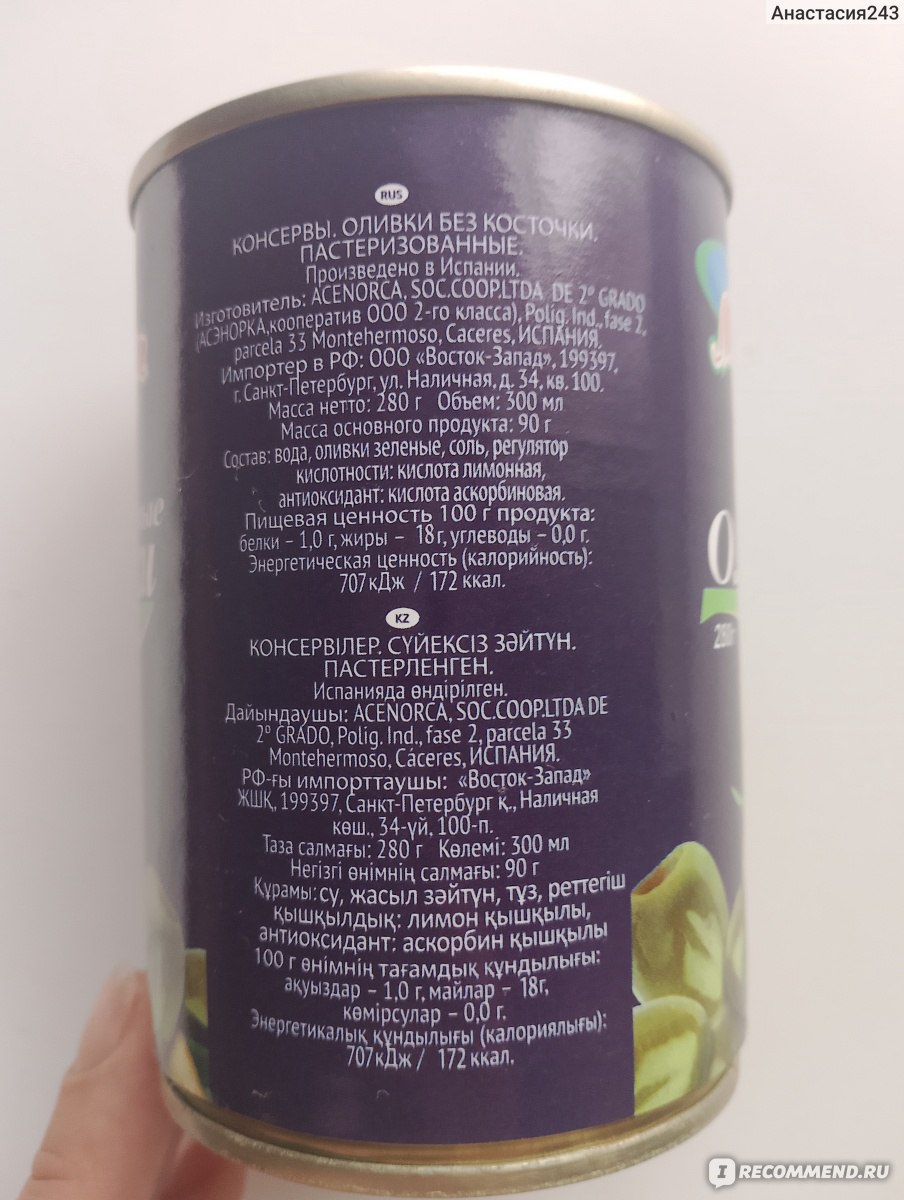 Анастасия243
RUS
КОНСЕРВЫ. ОЛИВКИ БЕЗ КОСТОЧКИ.
ПАСТЕРИЗОВАННЫЕ.
Произведено в Испании.
Изготовитель: ACENORCA, SOC.COOP.LTDA DE 2º GRADO
(АСЭНОРКА,кооператив ООО 2-го класса), Polig. Ind., fase 2,
parcela 33 Montehermoso, Caceres, ИСПАНИЯ.
Импортер в РФ: ООО «Восток-Запад», 199397,
г. Санкт-Петербург, ул. Наличная, д. 34, кв. 100.
Масса нетто: 280 г Объем: 300 мл
Масса основного продукта: 90 г
Состав: вода, оливки зеленые, соль, регулятор
кислотности: кислота лимонная,
антиоксидант: кислота аскорбиновая.
Пищевая ценность 100 г продукта:
белки – 1,0 г, жиры – 18г, углеводы – 0,0 г.
Энергетическая ценность (калорийность):
707 кДж / 172 ккал.
KZ
КОНСЕРВІЛЕР. СҮЙЕКСІЗ ЗӘЙТҮН.
ПАСТЕРЛЕНГЕН.
Испанияда өндірілген.
Дайындаушы: ACENORCA, SOC.COOP.LTDA DE
2º GRADO, Polig. Ind., fase 2, parcela 33
Montehermoso, Cáceres, ИСПАНИЯ.
РФ-ғы импорттаушы: «Восток-Запад»
ЖШҚ, 199397, Санкт-Петербург қ., Наличная
көш., 34-үй, 100-п.
Таза салмағы: 280 г Көлемі: 300 мл
Негізгі өнімнің салмағы: 90 г
Құрамы: су, жасыл зәйтүн, тұз, реттегіш
қышқылдық: лимон қышқылы,
антиоксидант: аскорбин қышқылы
100 г өнімнің тағамдық құндылығы:
ақуыздар – 1,0 г, майлар – 18г,
көмірсулар – 0,0 г.
Энергетикалық құндылығы (калориялығы):
707 кДж / 172 ккал.
IRECOMMEND.RU